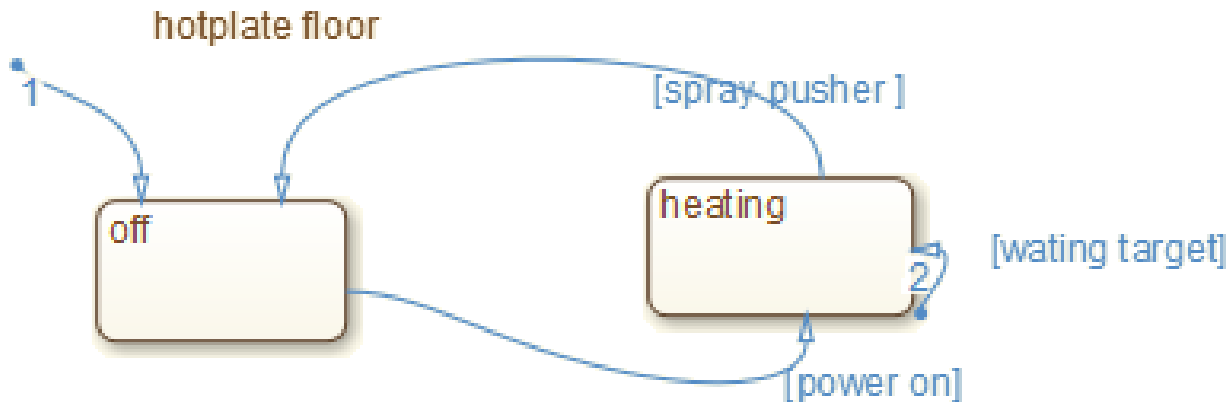 hotplate floor
1
[spray pusher ]
off
heating
2
[wating target]
[power on]